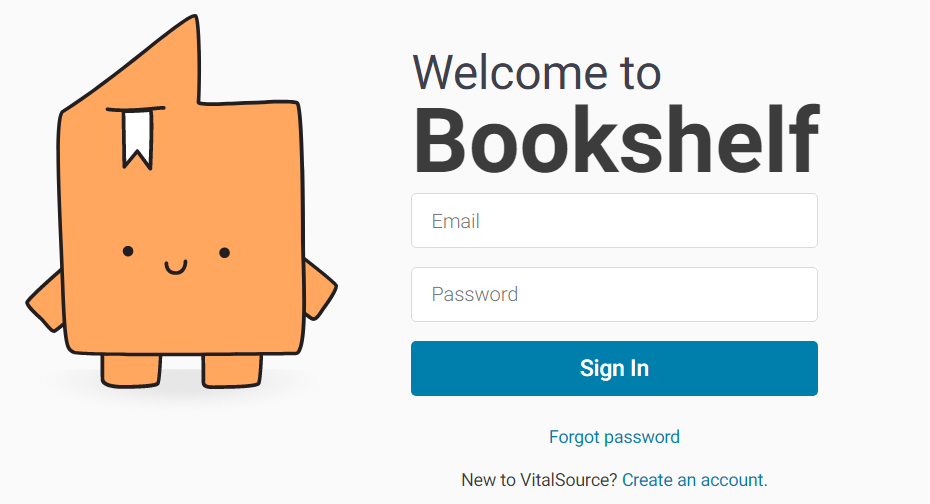 Welcome to
Bookshelf
Email
Password
Sign In
Forgot password
New to VitalSource? Create an account.